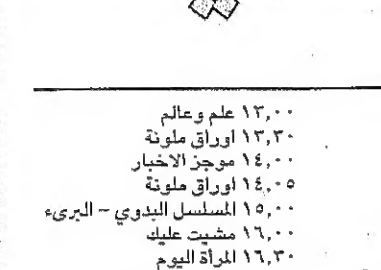 ١٣,٠٠ علم وعالم
١٣,٣٠ اوراق ملونة
١٤,٠٠ موجز الاخبار
١٤,٠٥ اوراق ملونة
١٥,٠٠ المسلسل البدوي – البريء
١٦,٠٠ مشيت عليك
١٦,٣٠ المرأة اليوم